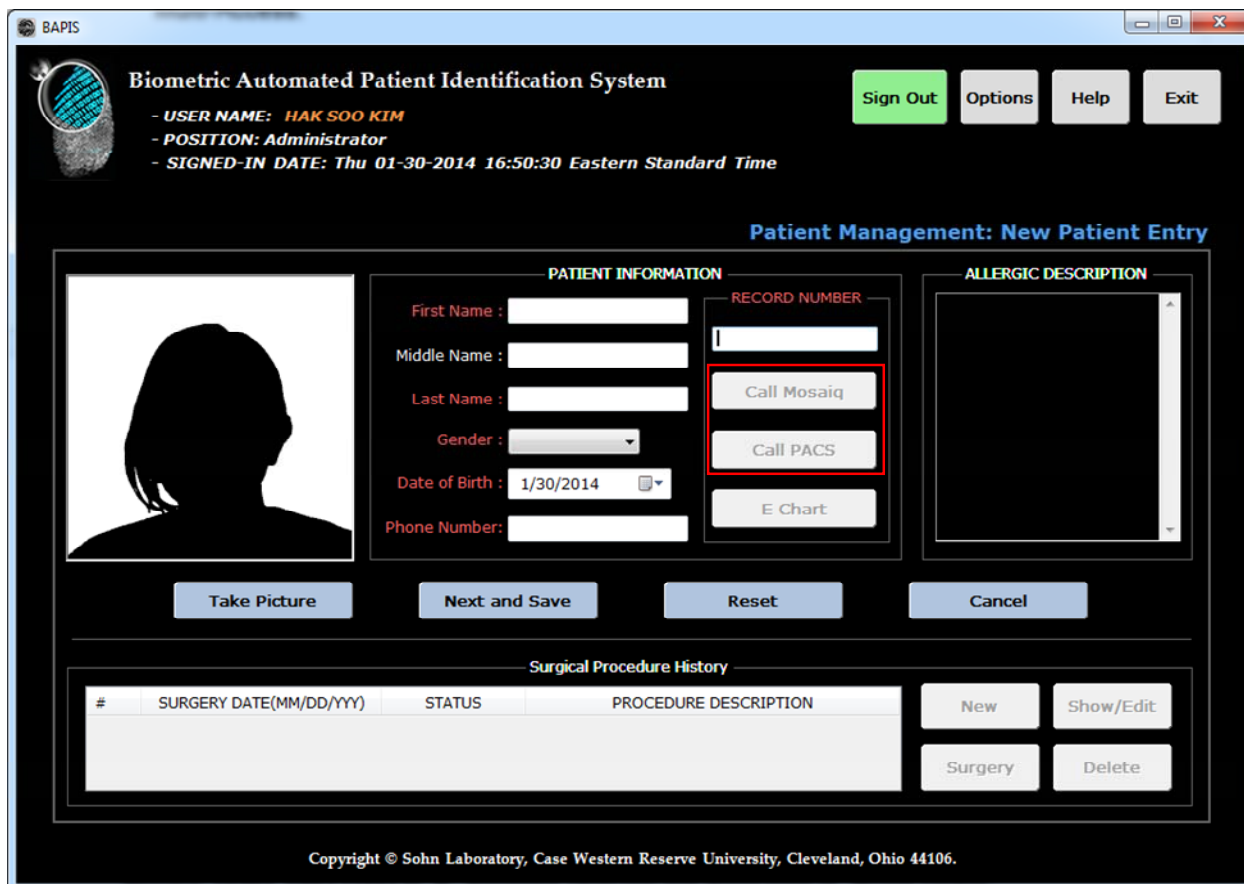 BAPIS
Biometric Automated Patient Identification System
- USER NAME: HAK SOO KIM
- POSITION: Administrator
- SIGNED-IN DATE: Thu 01-30-2014 16:50:30 Eastern Standard Time
Sign Out
Options
Help
Exit
Patient Management: New Patient Entry
PATIENT INFORMATION
First Name :
Middle Name :
Last Name :
Gender :
Date of Birth : 1/30/2014
Phone Number:
RECORD NUMBER
Call Mosaiq
Call PACS
E Chart
ALLERGIC DESCRIPTION
Take Picture
Next and Save
Reset
Cancel
Surgical Procedure History
# SURGERY DATE(MM/DD/YYY) STATUS PROCEDURE DESCRIPTION
New
Show/Edit
Surgery
Delete
Copyright © Sohn Laboratory, Case Western Reserve University, Cleveland, Ohio 44106.